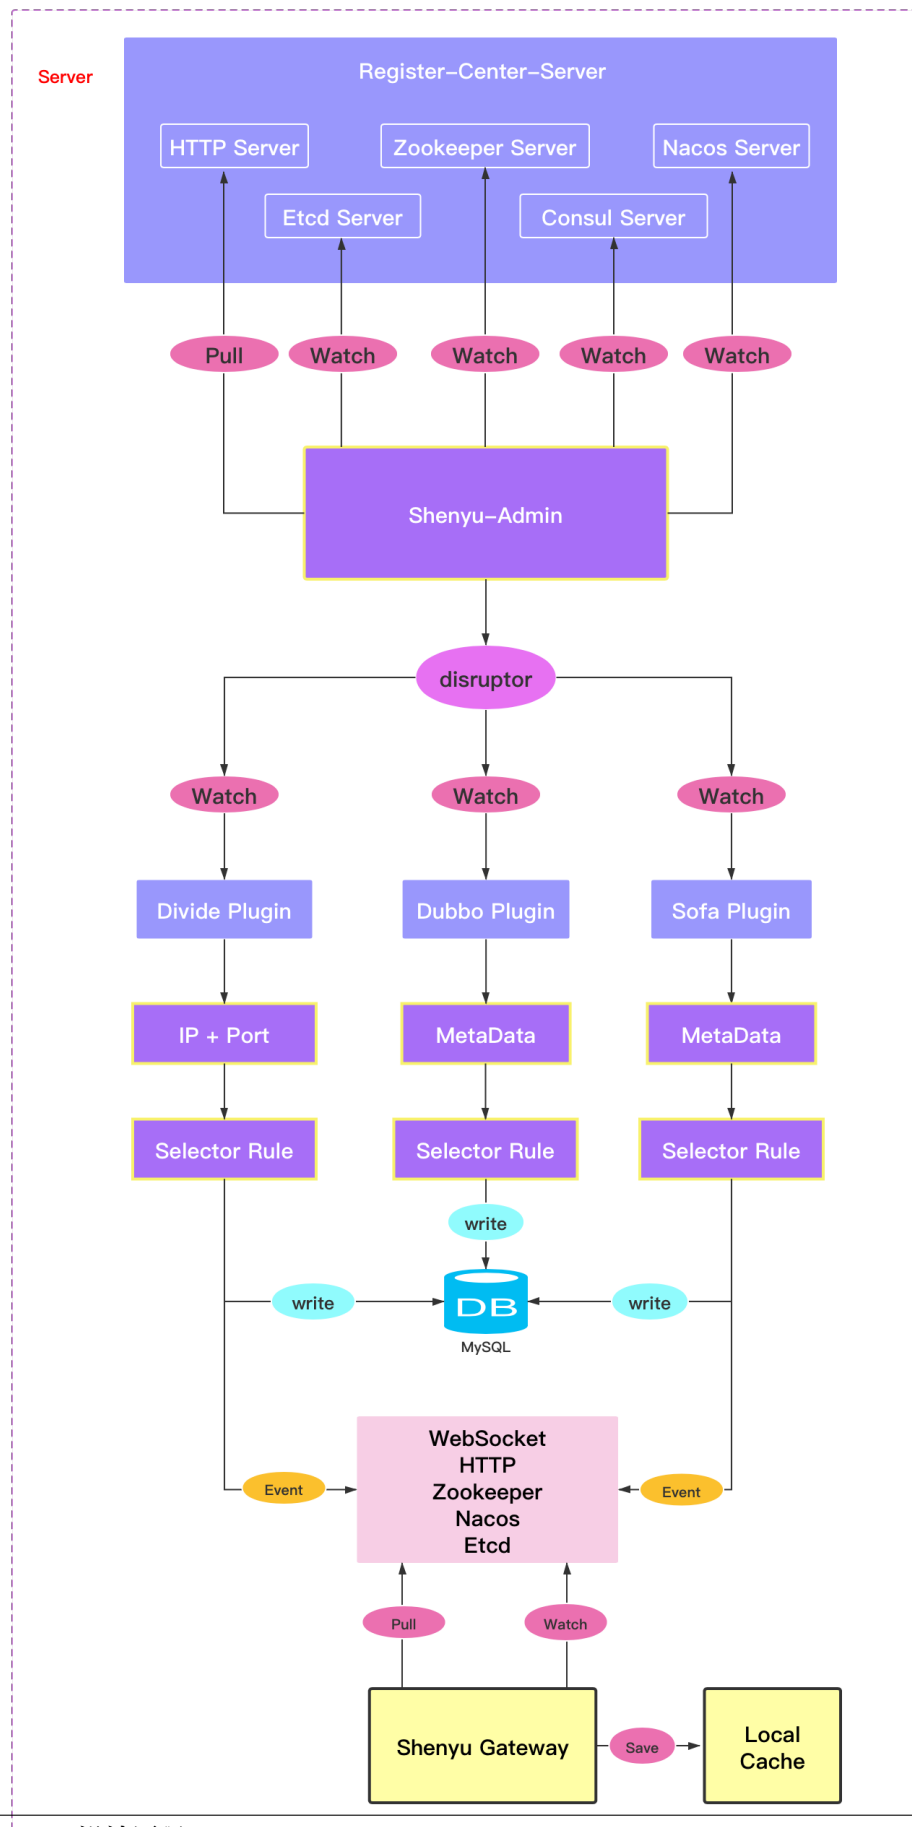 Server
Register-Center-Server
HTTP Server
Zookeeper Server
Nacos Server
Etcd Server
Consul Server
Pull
Watch
Watch
Watch
Watch
Shenyu-Admin
disruptor
Watch
Watch
Watch
Divide Plugin
Dubbo Plugin
Sofa Plugin
IP + Port
MetaData
MetaData
Selector Rule
Selector Rule
Selector Rule
write
write
DB
write
MySQL
WebSocket
HTTP
Zookeeper
Nacos
Etcd
Event
Event
Pull
Watch
Shenyu Gateway
Save
Local
Cache